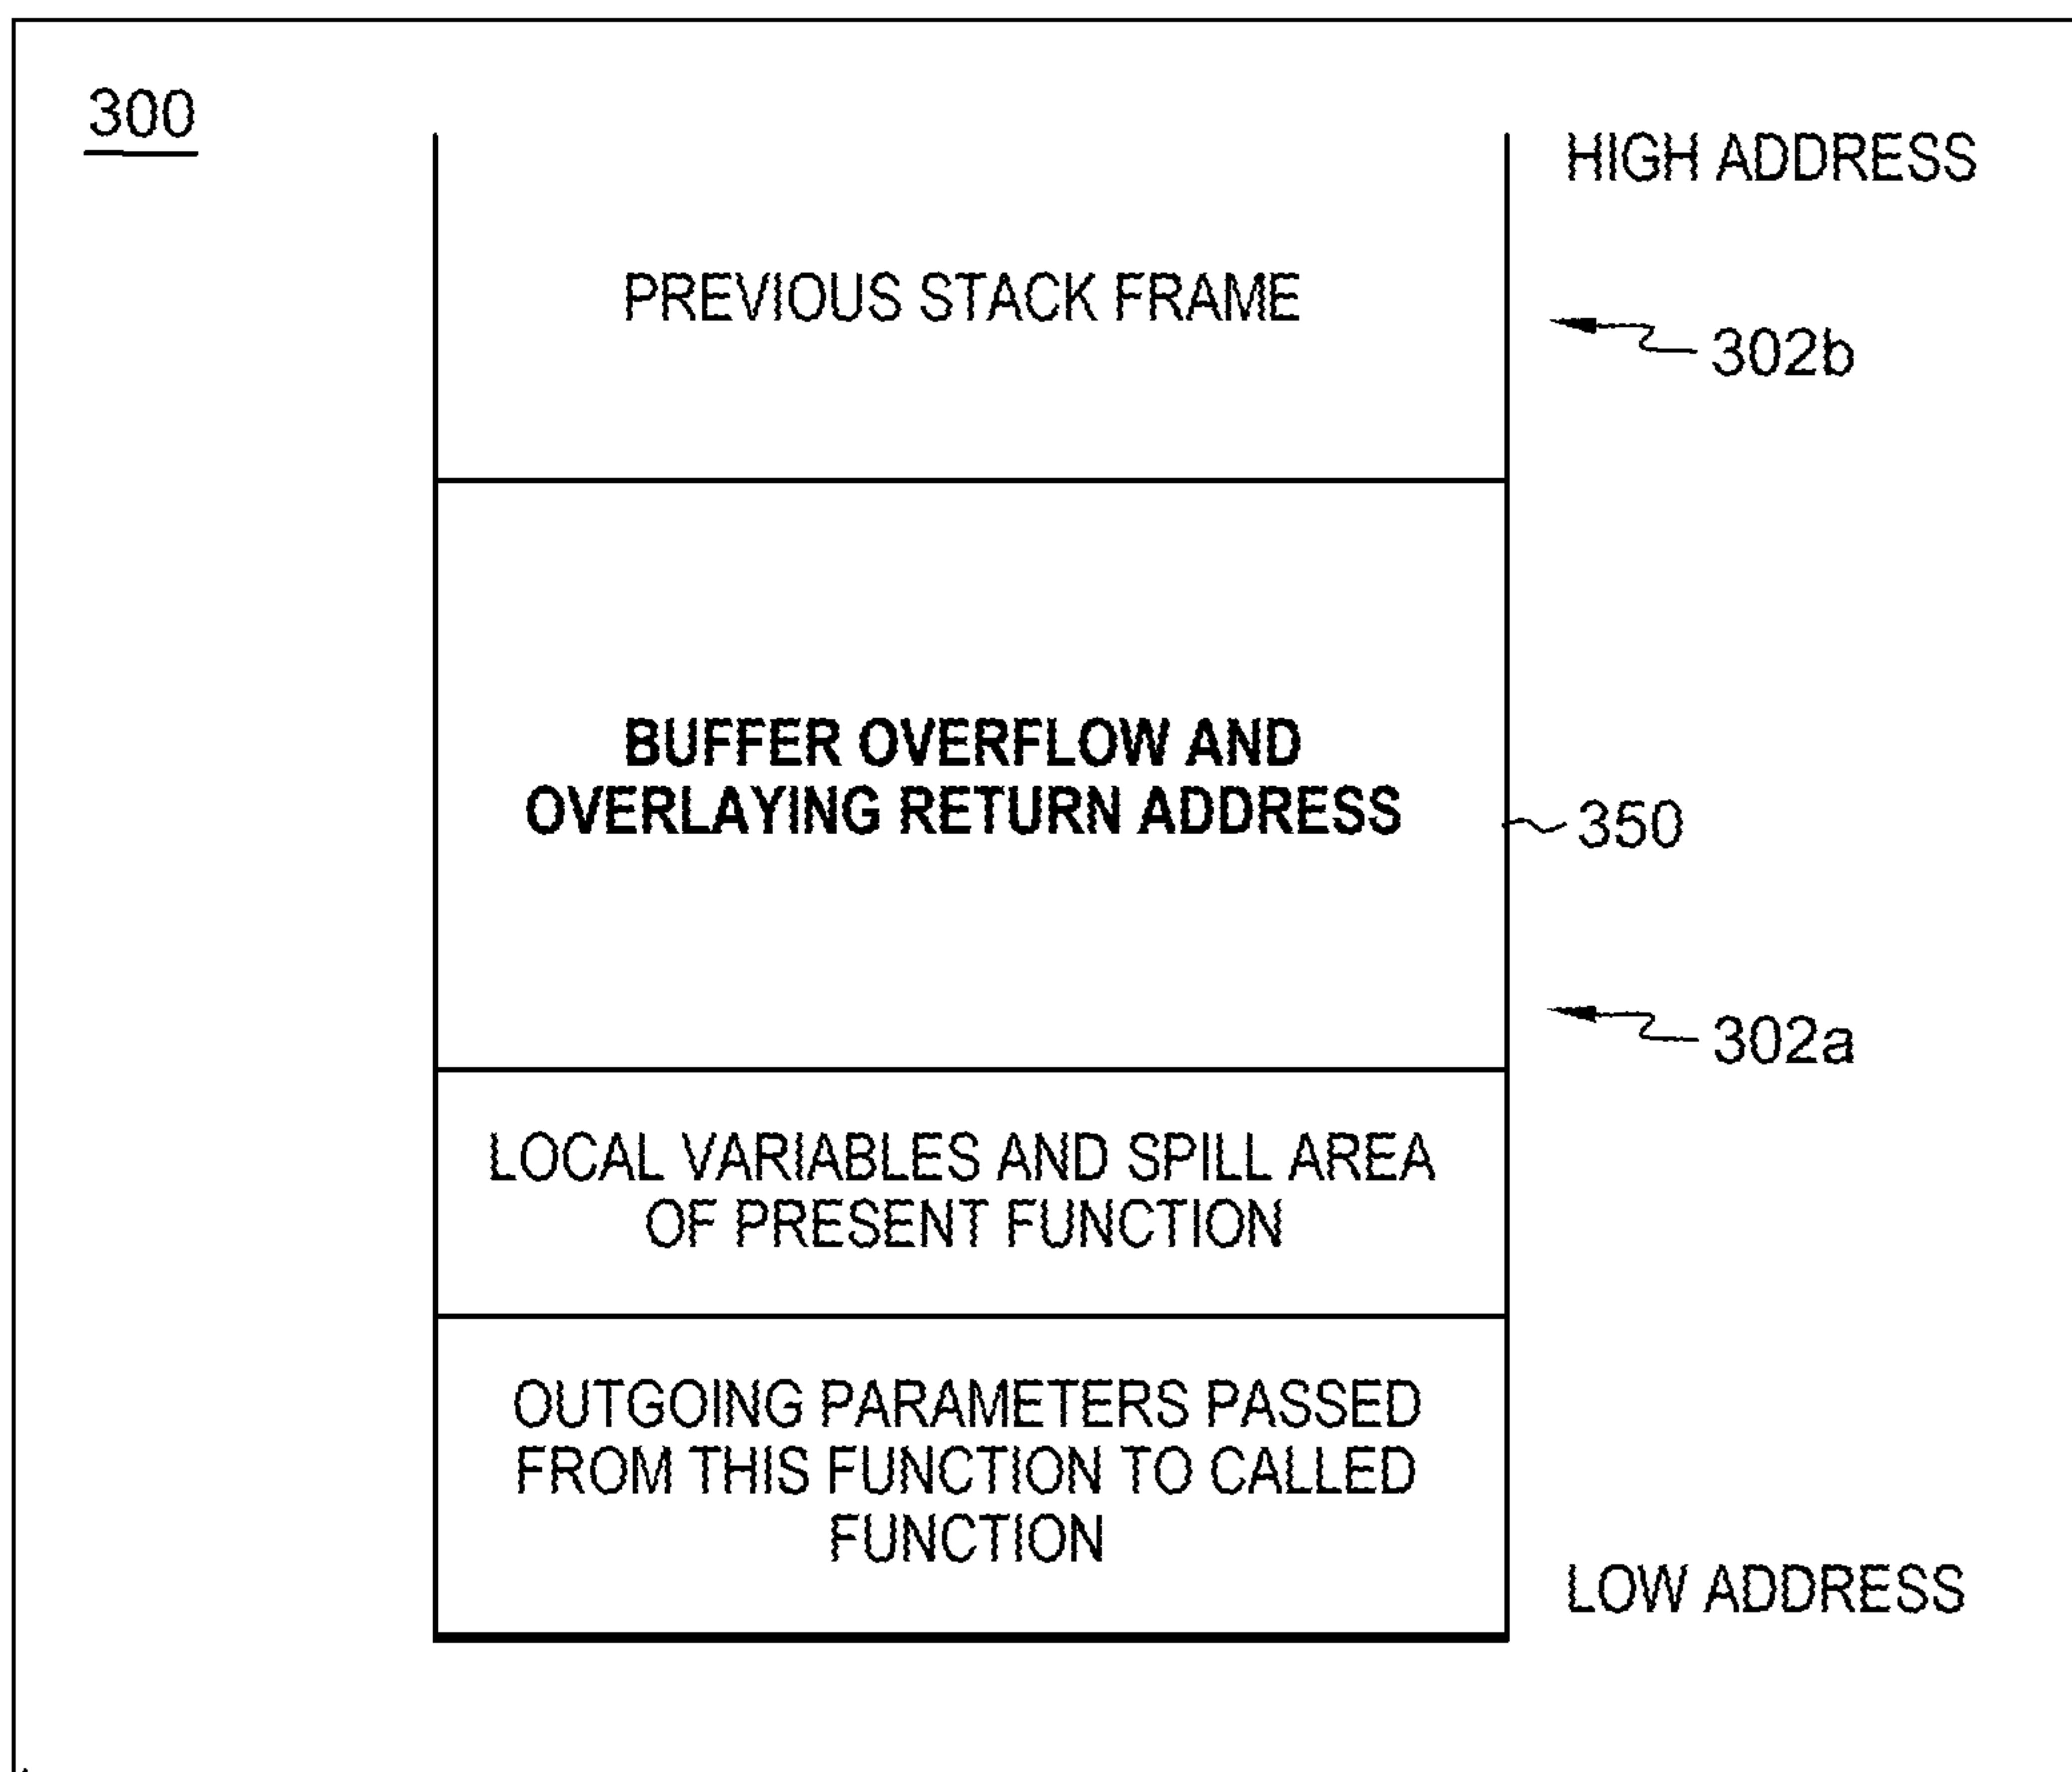 300
HIGH ADDRESS
PREVIOUS STACK FRAME
302b
BUFFER OVERFLOW AND
OVERLAYING RETURN ADDRESS
350
302a
LOCAL VARIABLES AND SPILL AREA
OF PRESENT FUNCTION
OUTGOING PARAMETERS PASSED
FROM THIS FUNCTION TO CALLED
FUNCTION
LOW ADDRESS